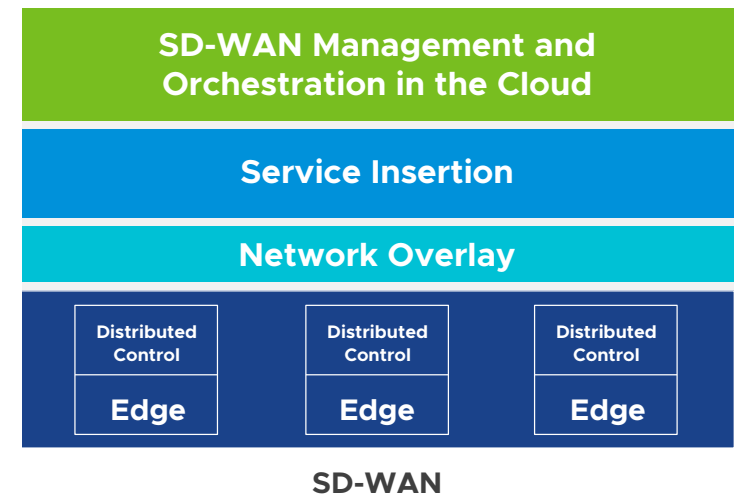 SD-WAN Management and
Orchestration in the Cloud
Service Insertion
Network Overlay
Distributed
Control
Edge
Distributed
Control
Edge
Distributed
Control
Edge
SD-WAN